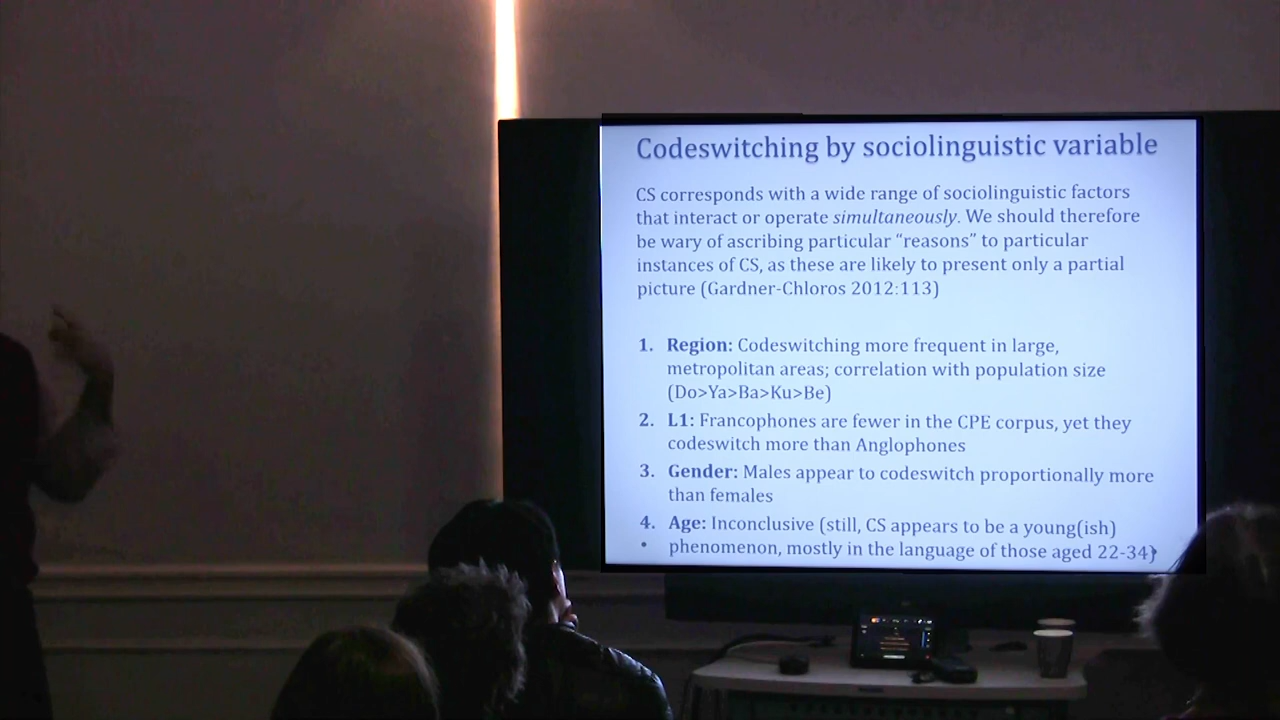 Codeswitching by sociolinguistic variable
CS corresponds with a wide range of sociolinguistic factors
that interact or operate simultaneously. We should therefore
be wary of ascribing particular “reasons” to particular
instances of CS, as these are likely to present only a partial
picture (Gardner-Chloros 2012:113)
1. Region: Codeswitching more frequent in large,
metropolitan areas; correlation with population size
(Do>Ya>Ba>Ku>Be)
2. L1: Francophones are fewer in the CPE corpus, yet they
codeswitch more than Anglophones
3. Gender: Males appear to codeswitch proportionally more
than females
4. Age: Inconclusive (still, CS appears to be a young(ish)
• phenomenon, mostly in the language of those aged 22-34)